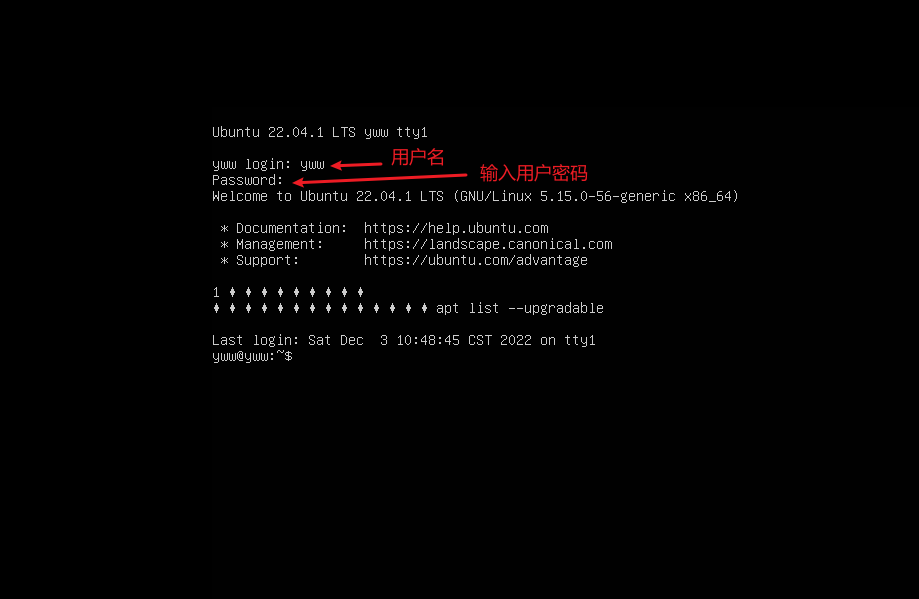 Ubuntu 22.04.1 LTS yww tty1
yww login: yww 用户名
Password: 输入用户密码
Welcome to Ubuntu 22.04.1 LTS (GNU/Linux 5.15.0-56-generic x86_64)
* Documentation: https://help.ubuntu.com
* Management: https://landscape.canonical.com
* Support: https://ubuntu.com/advantage
1 ♦ ♦ ♦ ♦ ♦ ♦ ♦ ♦ ♦
♦ ♦ ♦ ♦ ♦ ♦ ♦ ♦ ♦ ♦ ♦ ♦ ♦ ♦ apt list --upgradable
Last login: Sat Dec  3 10:48:45 CST 2022 on tty1
yww@yww:~$